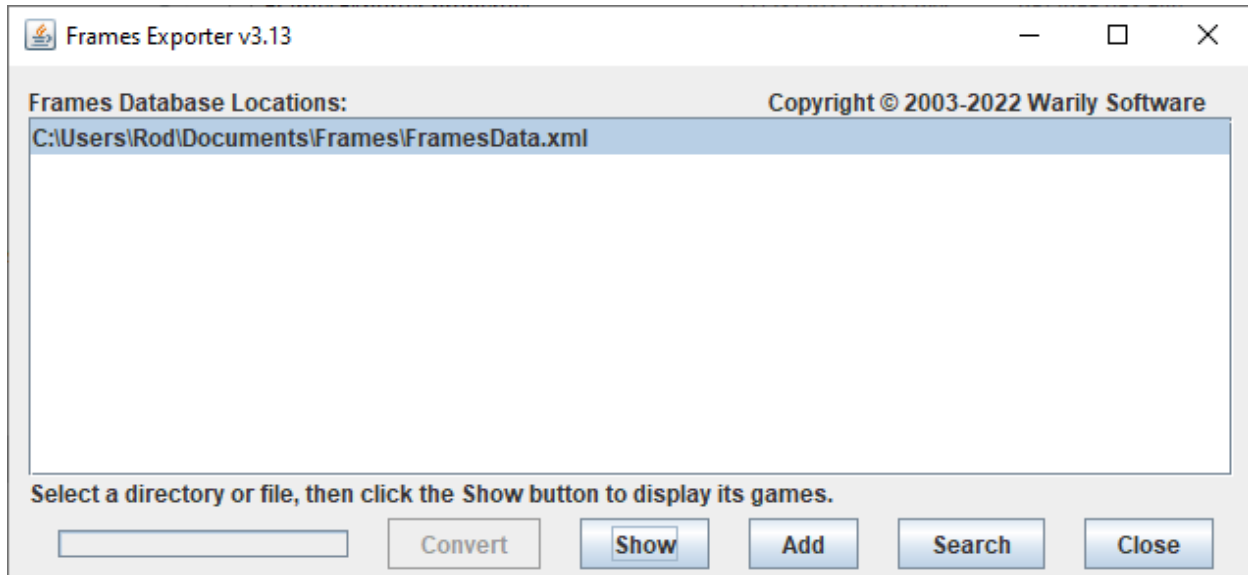 Frames Exporter v3.13
Frames Database Locations: Copyright © 2003-2022 Warily Software
C:\Users\Rod\Documents\Frames\FramesData.xml
Select a directory or file, then click the Show button to display its games.
Convert Show Add Search Close